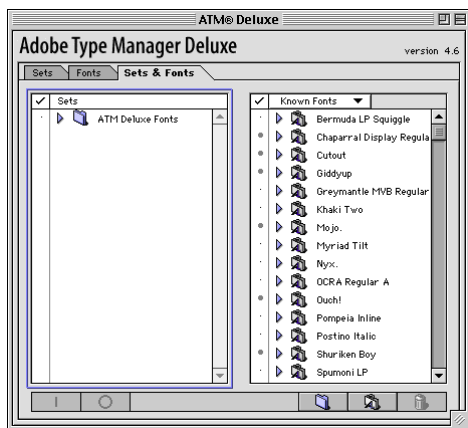 ATM® Deluxe
Adobe Type Manager Deluxe
version 4.6
Sets Fonts Sets & Fonts
✓ Sets
ATM Deluxe Fonts
✓ Known Fonts ▼
Bermuda LP Squiggle
Chaparral Display Regula
Cutout
Giddyup
Greymantle MVB Regular
Khaki Two
Mojo.
Myriad Tilt
Nyx.
OCRA Regular A
Ouch!
Pompeia Inline
Postino Italic
Shuriken Boy
Spumoni LP